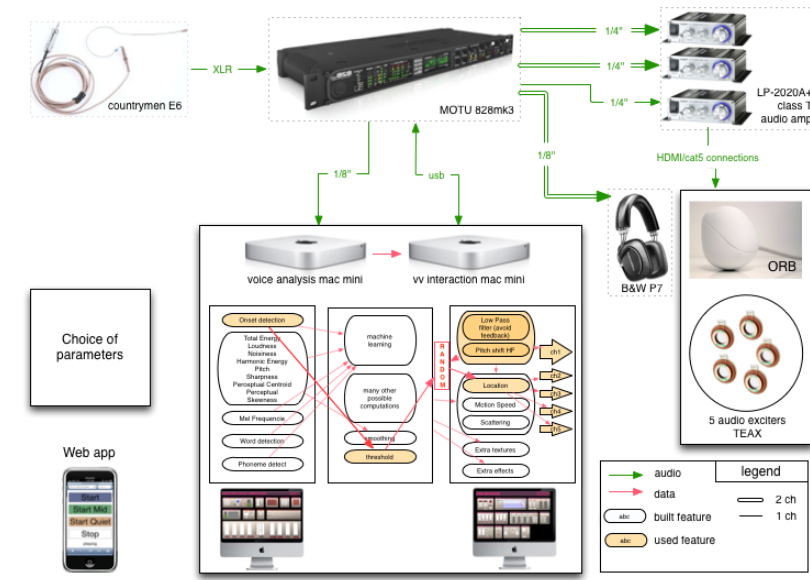 countrymen E6
XLR
MOTU 828mk3
1/4"
1/4"
1/4"
LP-2020A+
class T
audio amp
HDMI/cat5 connections
1/8"
usb
1/8"
B&W P7
ORB
5 audio exciters
TEAX
voice analysis mac mini
vv interaction mac mini
Choice of
parameters
Onset detection
Total Energy
Loudness
Noisiness
Harmonic Energy
Pitch
Sharpness
Perceptual Centroid
Perceptual
Skewness
Mel Frequencie
Word detection
Phoneme detect
machine
learning
many other
possible
computations
smoothing
threshold
RANDOM
Low Pass
filter (avoid
feedback)
Pitch shift HF
Location
Motion Speed
Scattering
Extra textures
Extra effects
ch1
ch2
ch3
ch4
ch5
Web app
Start
Start Mid
Start Quiet
Stop
legend
audio
data
abc
built feature
abc
used feature
2 ch
1 ch